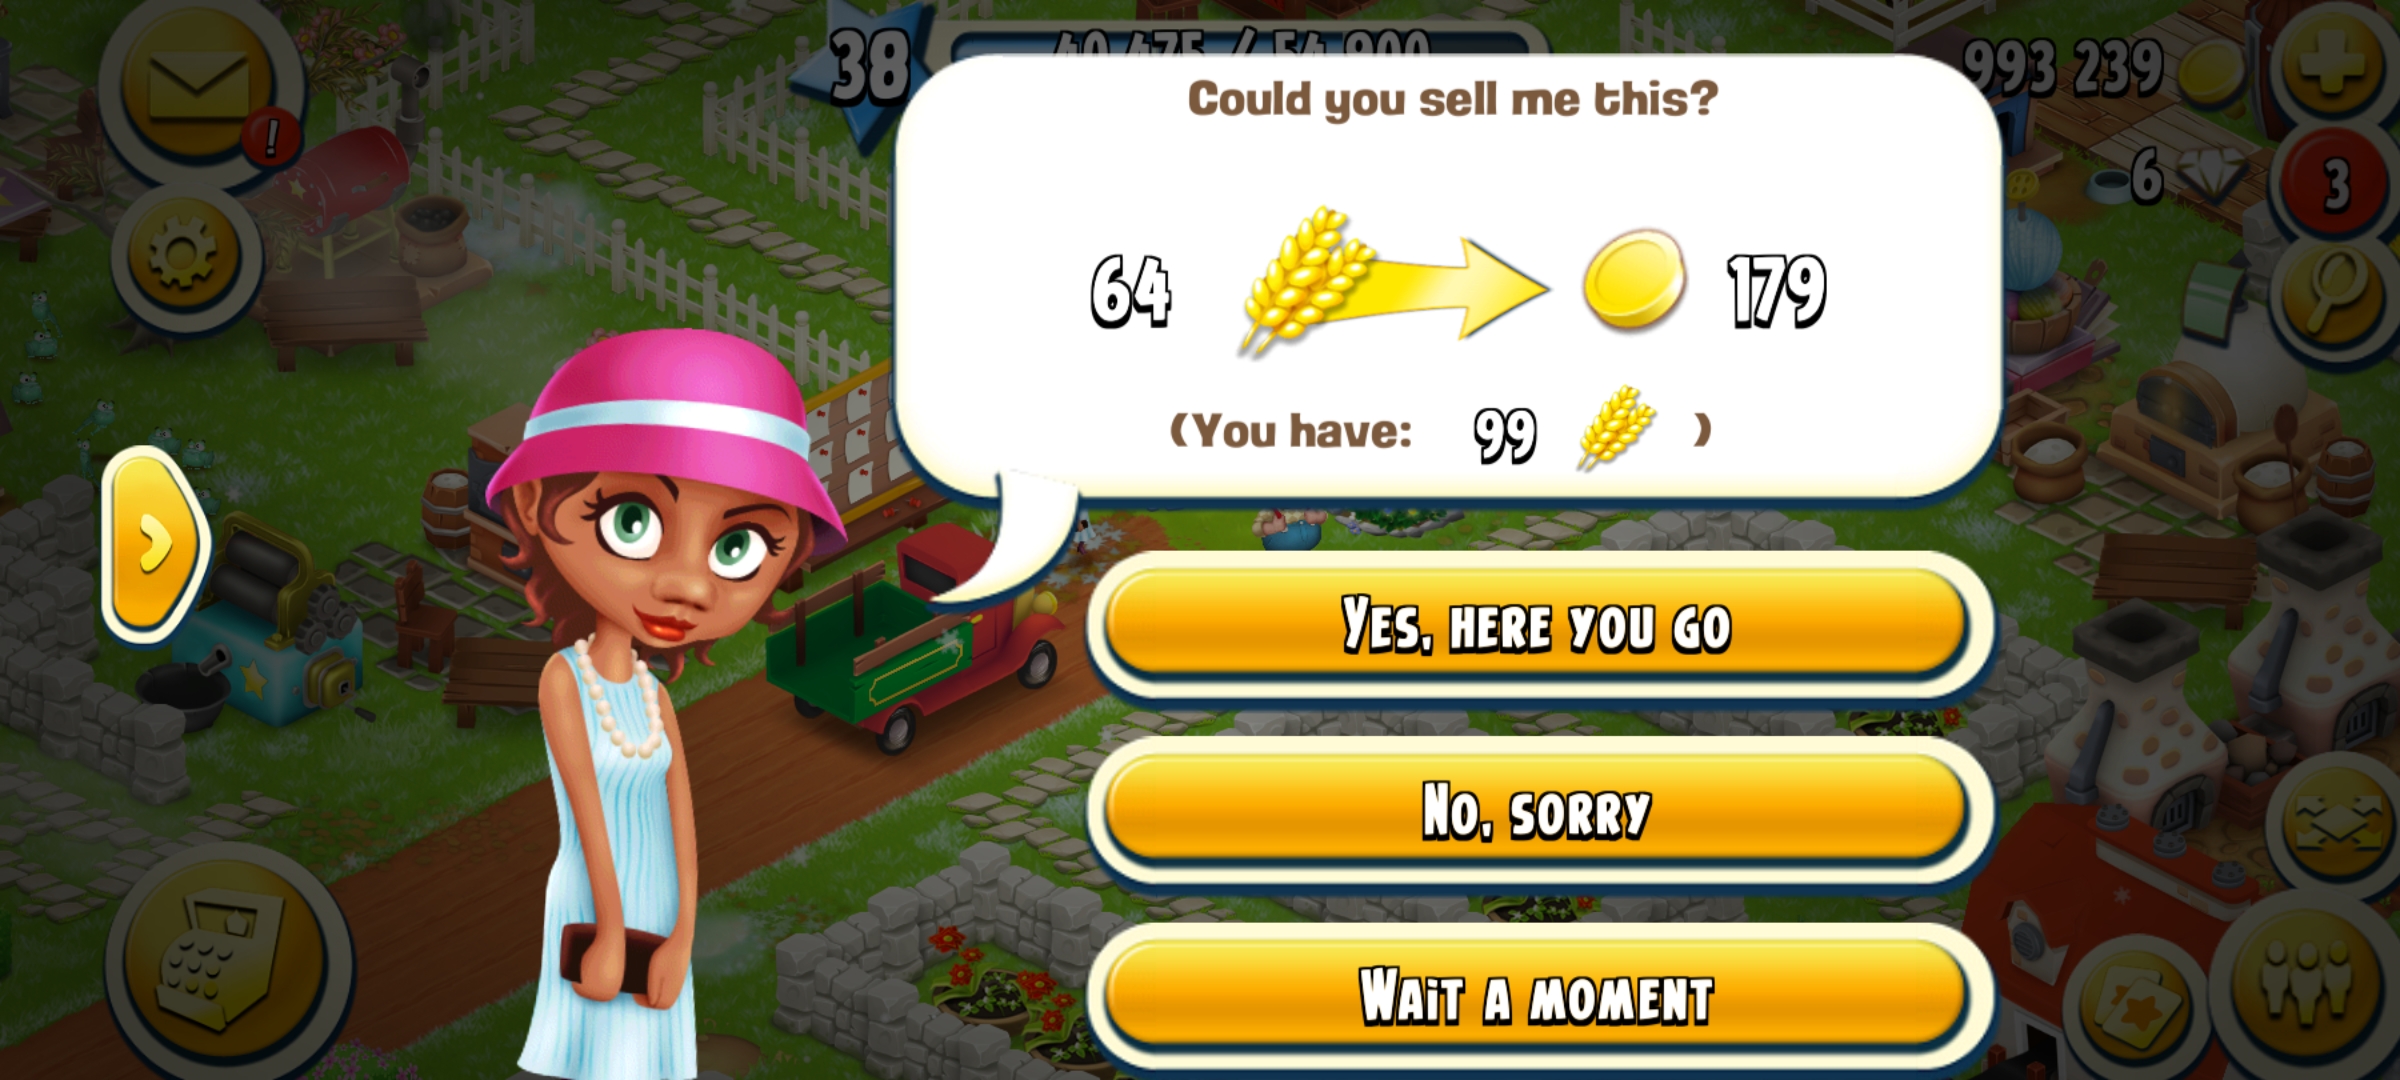 38
993 239
Could you sell me this?
6
3
64 179
(You have: 99 )
Yes, here you go
No, sorry
Wait a moment